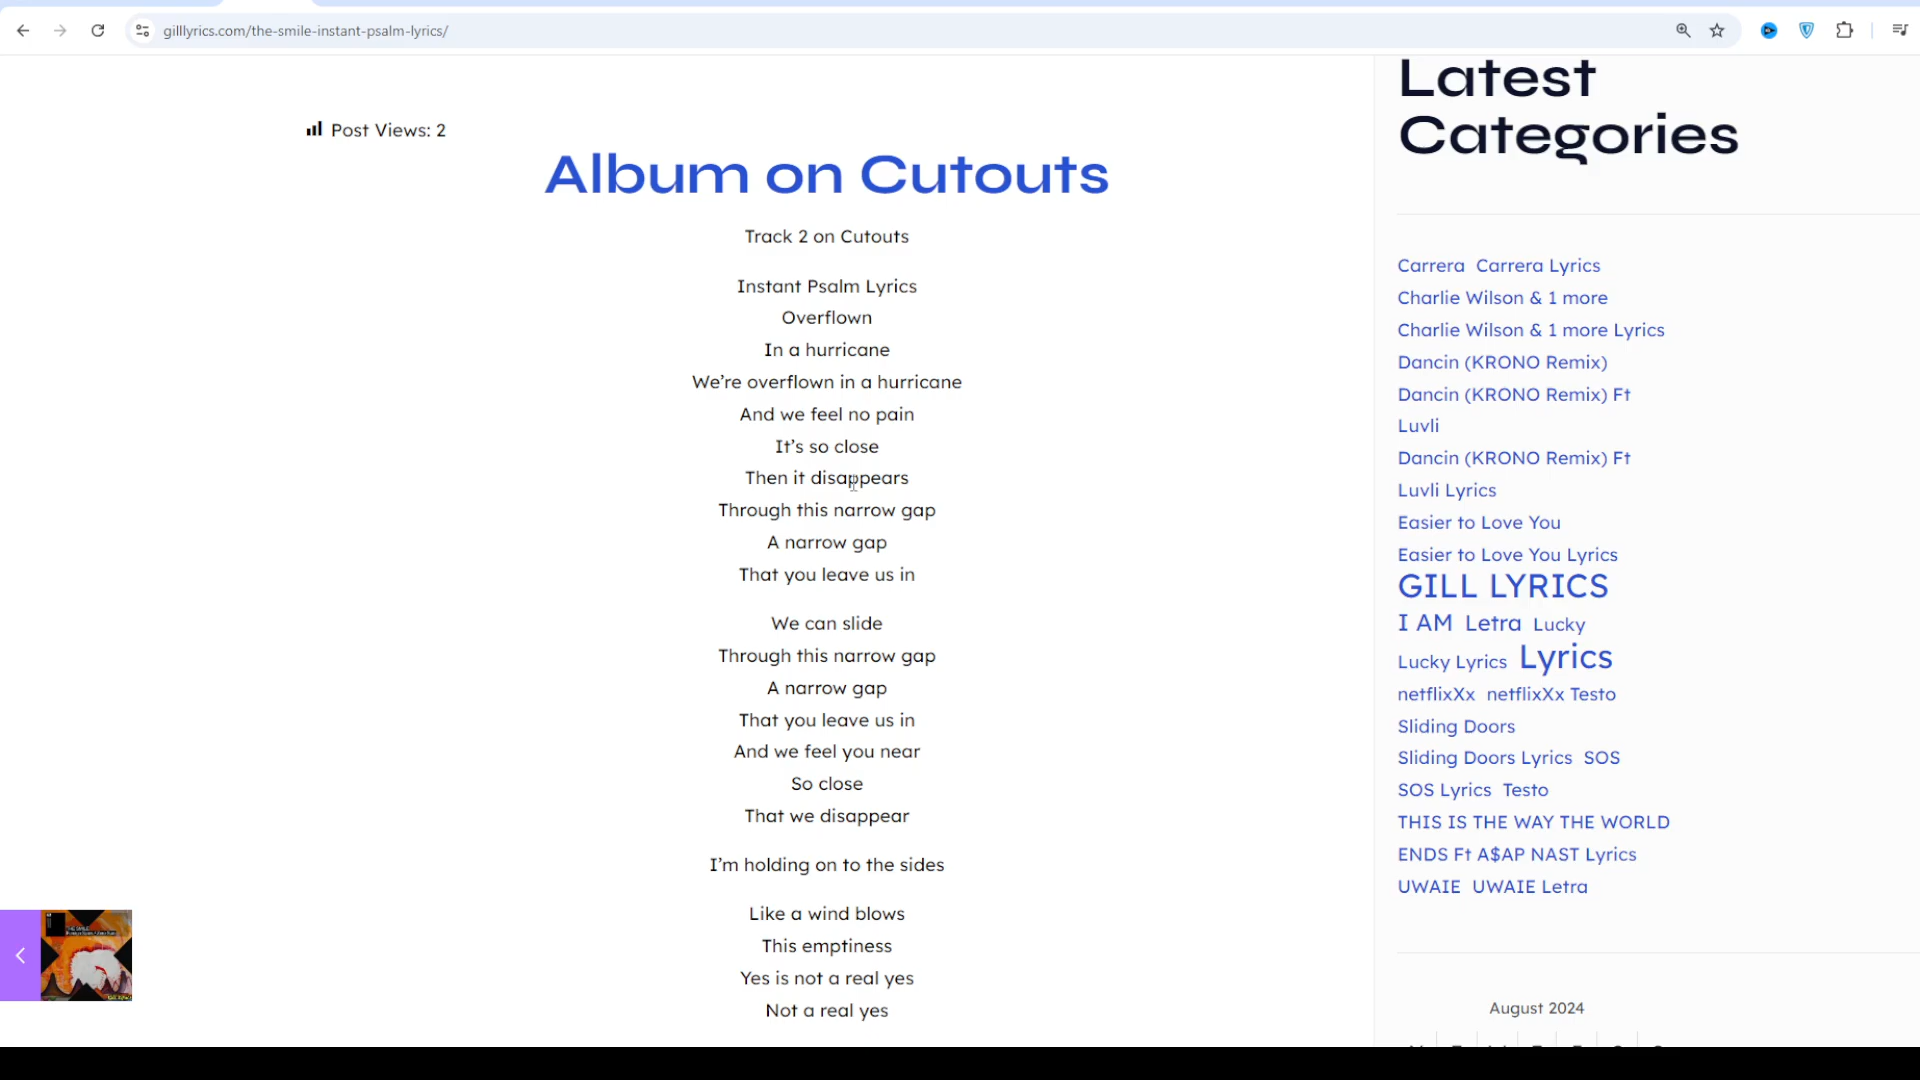 gilllyrics.com/the-smile-instant-psalm-lyrics/
Post Views: 2
Album on Cutouts
Track 2 on Cutouts
Instant Psalm Lyrics
Overflown
In a hurricane
We’re overflown in a hurricane
And we feel no pain
It’s so close
Then it disappears
Through this narrow gap
A narrow gap
That you leave us in
We can slide
Through this narrow gap
A narrow gap
That you leave us in
And we feel you near
So close
That we disappear
I’m holding on to the sides
Like a wind blows
This emptiness
Yes is not a real yes
Not a real yes
Latest
Categories
Carrera Carrera Lyrics
Charlie Wilson & 1 more
Charlie Wilson & 1 more Lyrics
Dancin (KRONO Remix)
Dancin (KRONO Remix) Ft
Luvli
Dancin (KRONO Remix) Ft
Luvli Lyrics
Easier to Love You
Easier to Love You Lyrics
GILL LYRICS
I AM Letra Lucky
Lucky Lyrics Lyrics
netflixXx netflixXx Testo
Sliding Doors
Sliding Doors Lyrics SOS
SOS Lyrics Testo
THIS IS THE WAY THE WORLD
ENDS Ft A$AP NAST Lyrics
UWAIE UWAIE Letra
August 2024